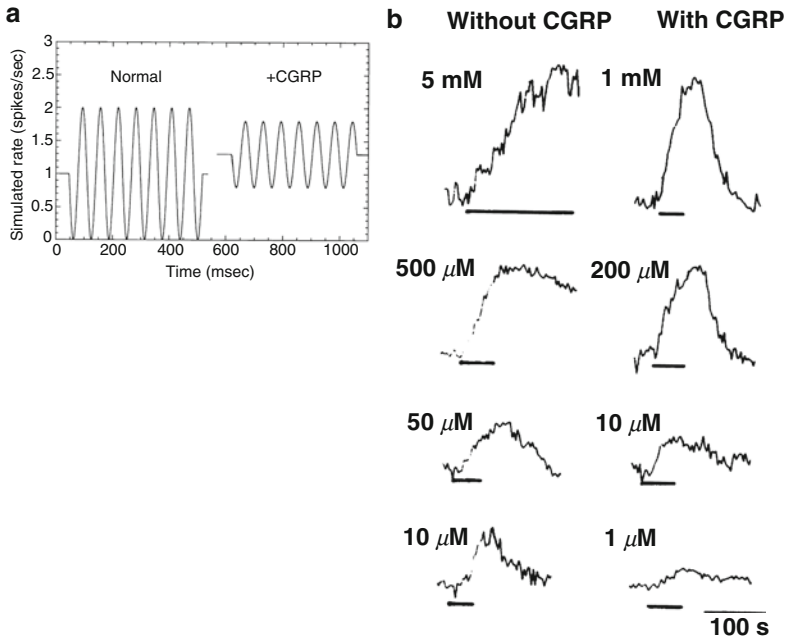 a
Simulated rate (spikes/sec)
3
2.5
2
1.5
1
0.5
0
Normal
+CGRP
0 200 400 600 800 1000
Time (msec)
b
Without CGRP With CGRP
5 mM 1 mM
500 μM 200 μM
50 μM 10 μM
10 μM 1 μM
100 s